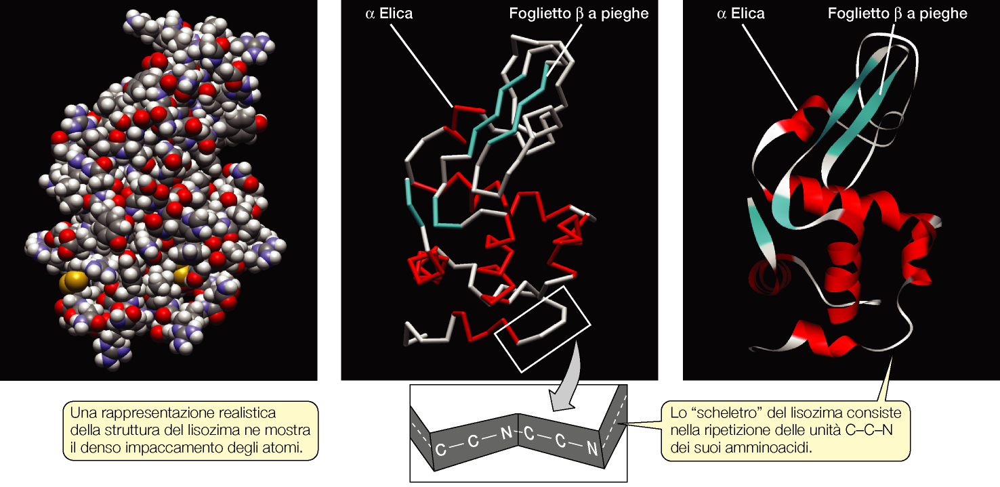 α Elica
Foglietto β a pieghe
α Elica
Foglietto β a pieghe
Una rappresentazione realistica
della struttura del lisozima ne mostra
il denso impaccamento degli atomi.
C–C–N–C–C–N
Lo “scheletro” del lisozima consiste
nella ripetizione delle unità C–C–N
dei suoi amminoacidi.